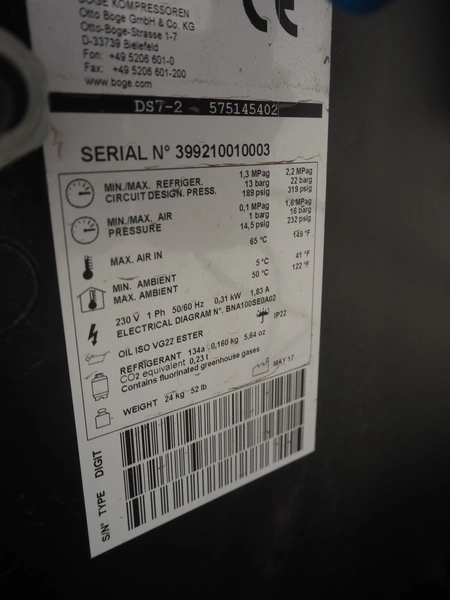 BOGE KOMPRESSOREN
Otto Boge GmbH & Co. KG
Otto-Boge-Strasse 1-7
D-33739 Bielefeld
Fon: +49 5206 601-0
Fax: +49 5206 601-200
www.boge.com
CE
DS7-2 - 575145402
SERIAL N° 399210010003
MIN./MAX. REFRIGER. 1,3 MPag 2,2 MPag
CIRCUIT DESIGN. PRESS. 13 barg 22 barg
189 psig 319 psig
MIN./MAX. AIR 0,1 MPag 1,6 MPag
PRESSURE 1 barg 16 barg
14,5 psig 232 psig
MAX. AIR IN 65 °C 149 °F
MIN. AMBIENT 5 °C 41 °F
MAX. AMBIENT 50 °C 122 °F
230 V 1 Ph 50/60 Hz 0,31 kW 1,83 A
ELECTRICAL DIAGRAM N°. BNA100SE0A02
IP22
OIL ISO VG22 ESTER
REFRIGERANT 134a - 0,160 kg 5,64 oz
CO2 equivalent 0,23 t
Contains fluorinated greenhouse gases
MAY 17
WEIGHT 24 kg - 52 lb
S/N° TYPE DIGIT